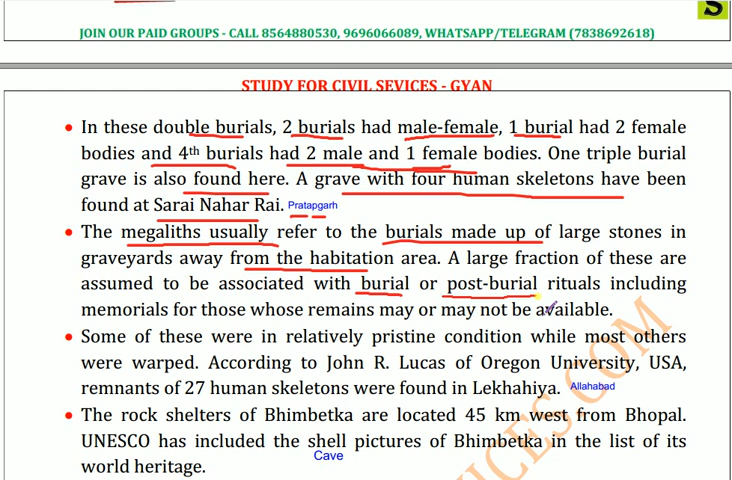 S
JOIN OUR PAID GROUPS - CALL 8564880530, 9696066089, WHATSAPP/TELEGRAM (7838692618)
STUDY FOR CIVIL SEVICES - GYAN
• In these double burials, 2 burials had male-female, 1 burial had 2 female
bodies and 4th burials had 2 male and 1 female bodies. One triple burial
grave is also found here. A grave with four human skeletons have been
found at Sarai Nahar Rai. Pratapgarh
• The megaliths usually refer to the burials made up of large stones in
graveyards away from the habitation area. A large fraction of these are
assumed to be associated with burial or post-burial rituals including
memorials for those whose remains may or may not be available.
• Some of these were in relatively pristine condition while most others
were warped. According to John R. Lucas of Oregon University, USA,
remnants of 27 human skeletons were found in Lekhahiya. Allahabad
• The rock shelters of Bhimbetka are located 45 km west from Bhopal.
UNESCO has included the shell pictures of Bhimbetka in the list of its
Cave
world heritage.
VICES.COM